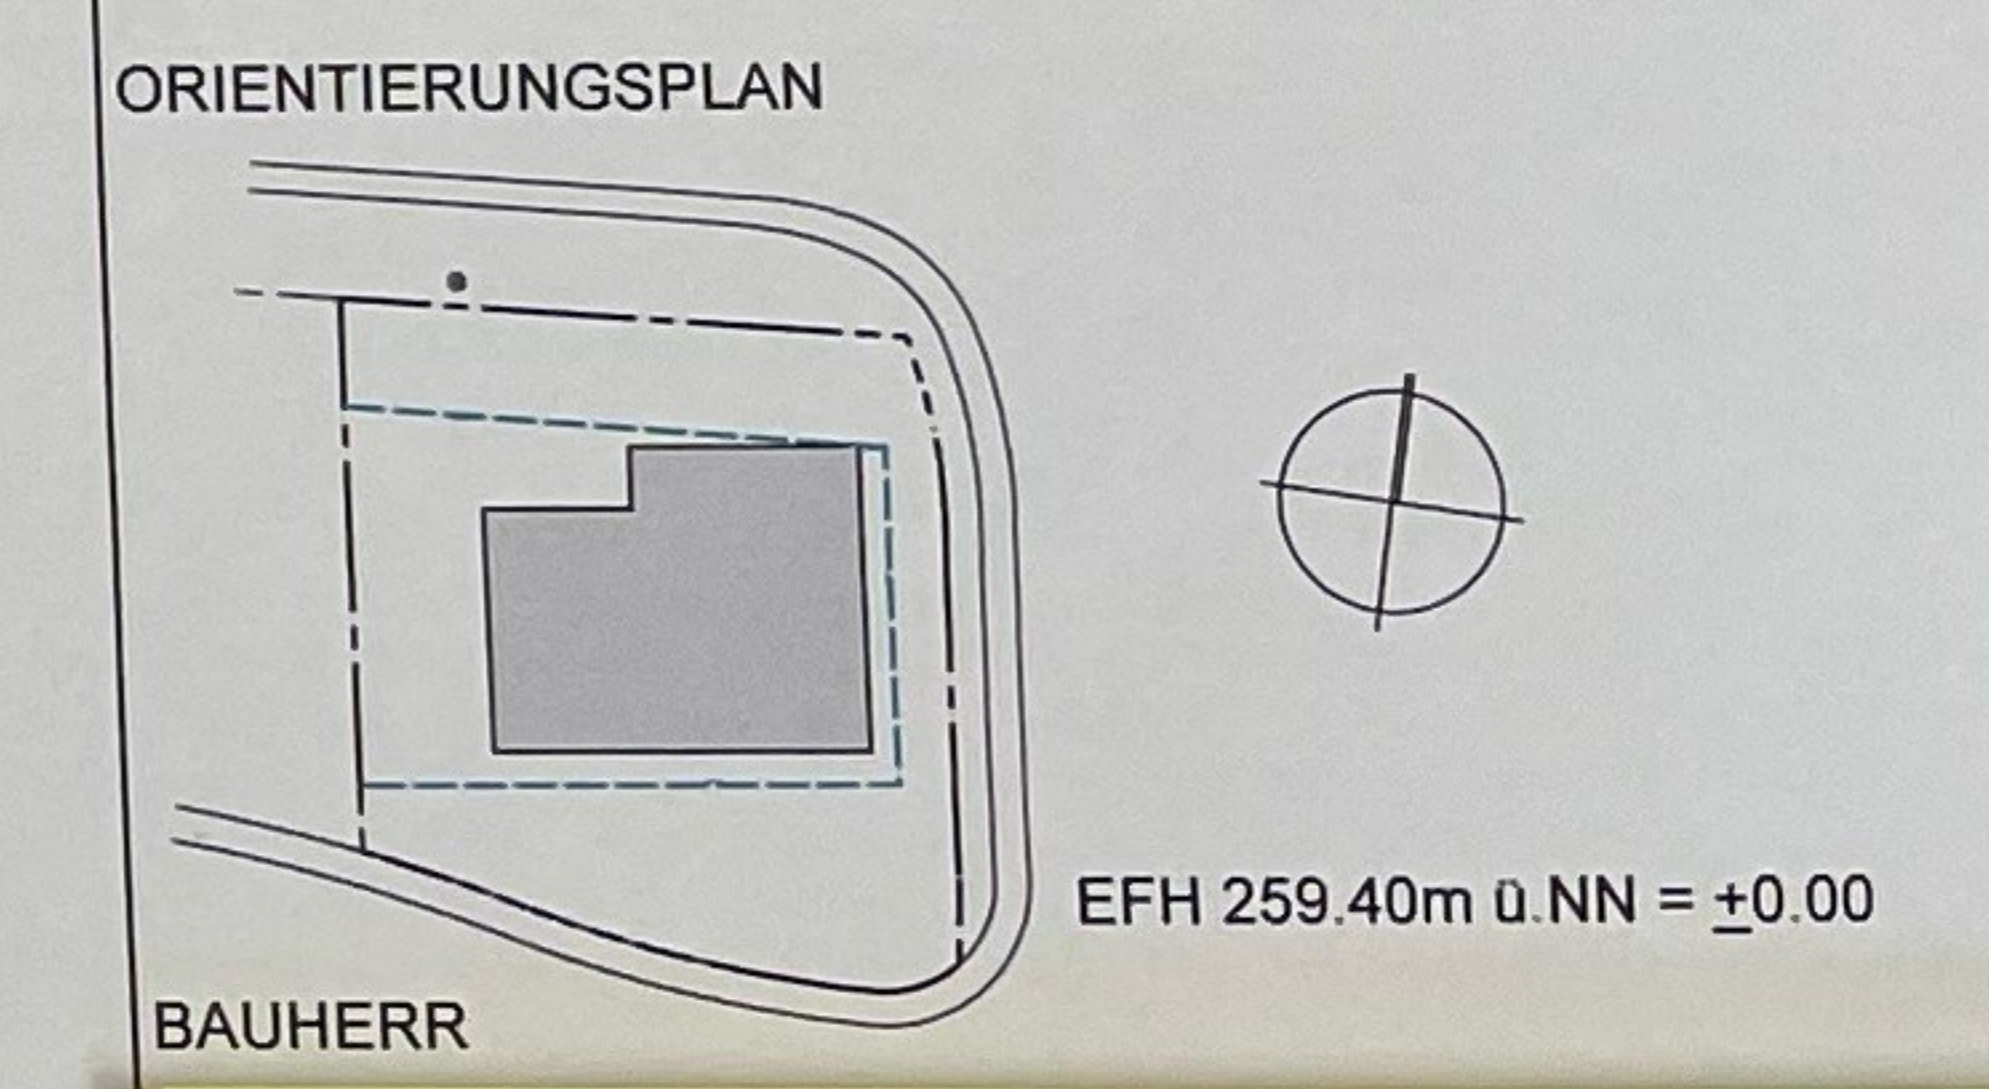 ORIENTIERUNGSPLAN
EFH 259.40m ü.NN = ±0.00
BAUHERR